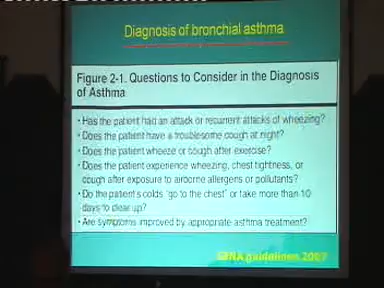 Diagnosis of bronchial asthma
Figure 2-1. Questions to Consider in the Diagnosis
of Asthma
• Has the patient had an attack or recurrent attacks of wheezing?
• Does the patient have a troublesome cough at night?
• Does the patient wheeze or cough after exercise?
• Does the patient experience wheezing, chest tightness, or
cough after exposure to airborne allergens or pollutants?
• Do the patient's colds "go to the chest" or take more than 10
days to clear up?
• Are symptoms improved by appropriate asthma treatment?
GINA guidelines 2007